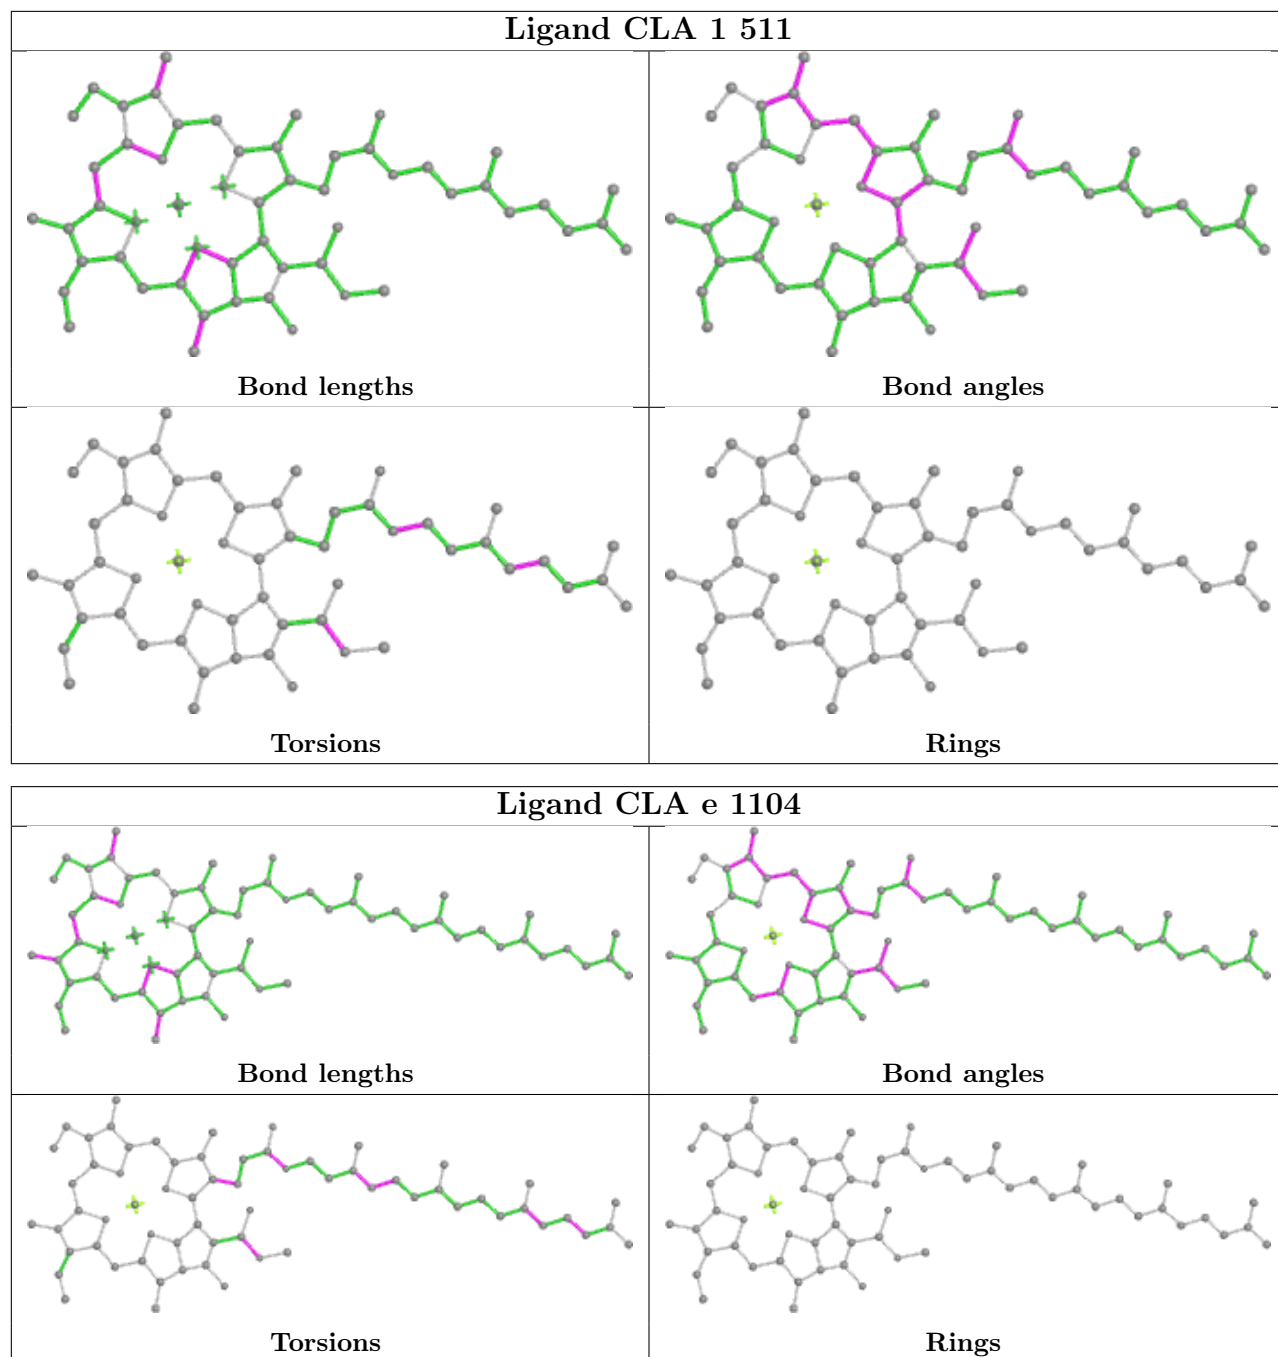 Ligand CLA 1 511
Bond lengths
Bond angles
Torsions
Rings
Ligand CLA e 1104
Bond lengths
Bond angles
Torsions
Rings